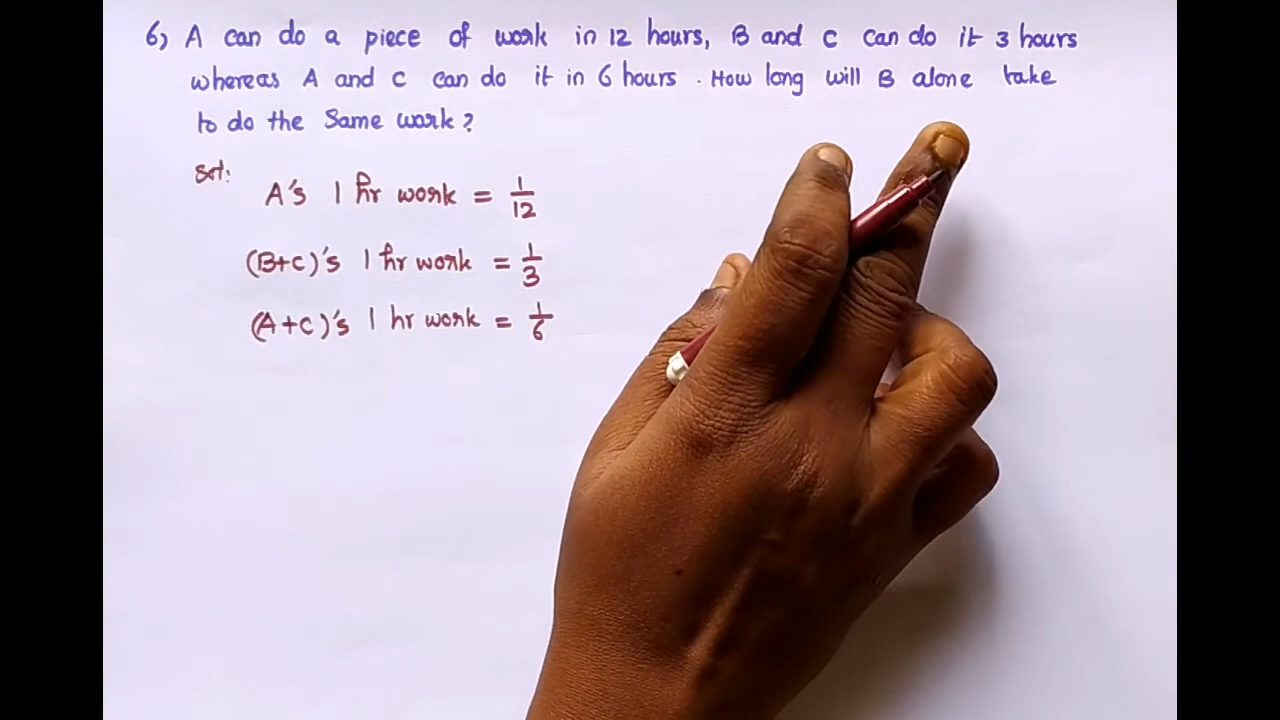 6) A can do a piece of work in 12 hours, B and C can do it 3 hours
whereas A and C can do it in 6 hours . How long will B alone take
to do the same work?
Sol:
A's 1 hr work = 1/12
(B+C)'s 1 hr work = 1/3
(A+C)'s 1 hr work = 1/6